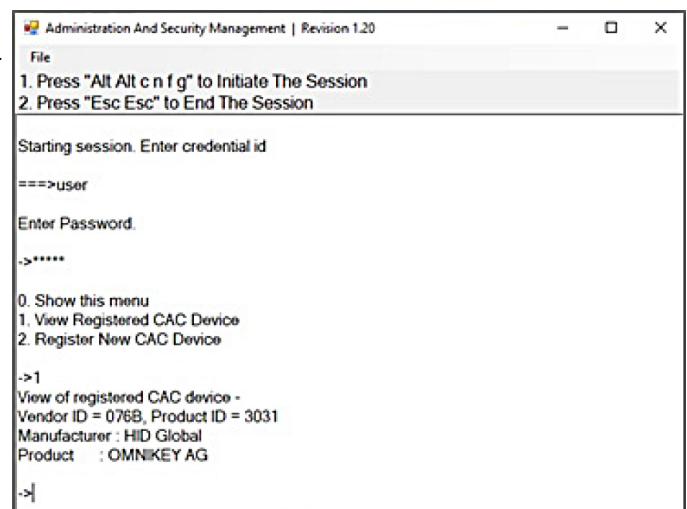 Administration And Security Management | Revision 1.20
File
1. Press "Alt Alt c n f g" to Initiate The Session
2. Press "Esc Esc" to End The Session
Starting session. Enter credential id
===>user
Enter Password.
->*****
0. Show this menu
1. View Registered CAC Device
2. Register New CAC Device
->1
View of registered CAC device -
Vendor ID = 076B, Product ID = 3031
Manufacturer : HID Global
Product : OMNIKEY AG
->